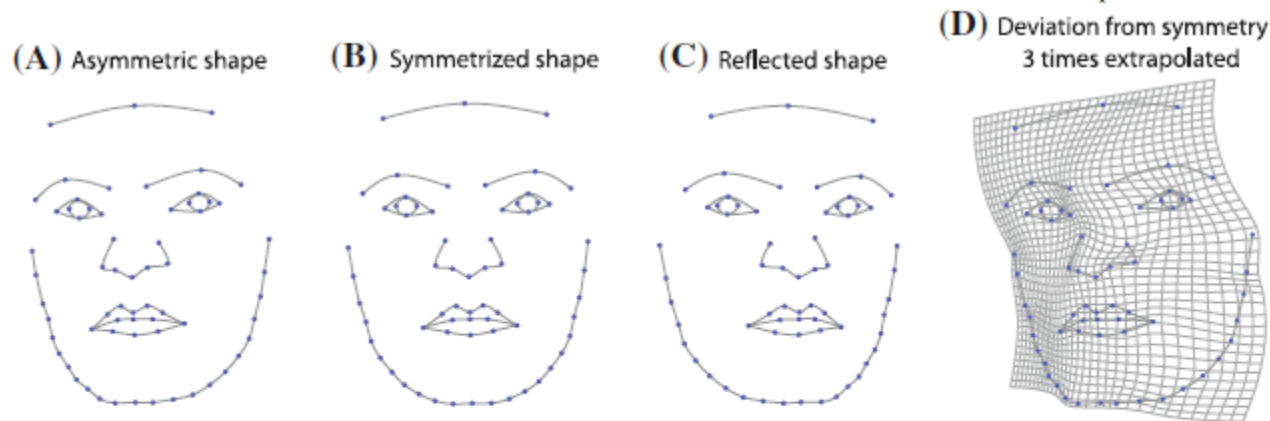 (A) Asymmetric shape
(B) Symmetrized shape
(C) Reflected shape
(D) Deviation from symmetry
3 times extrapolated